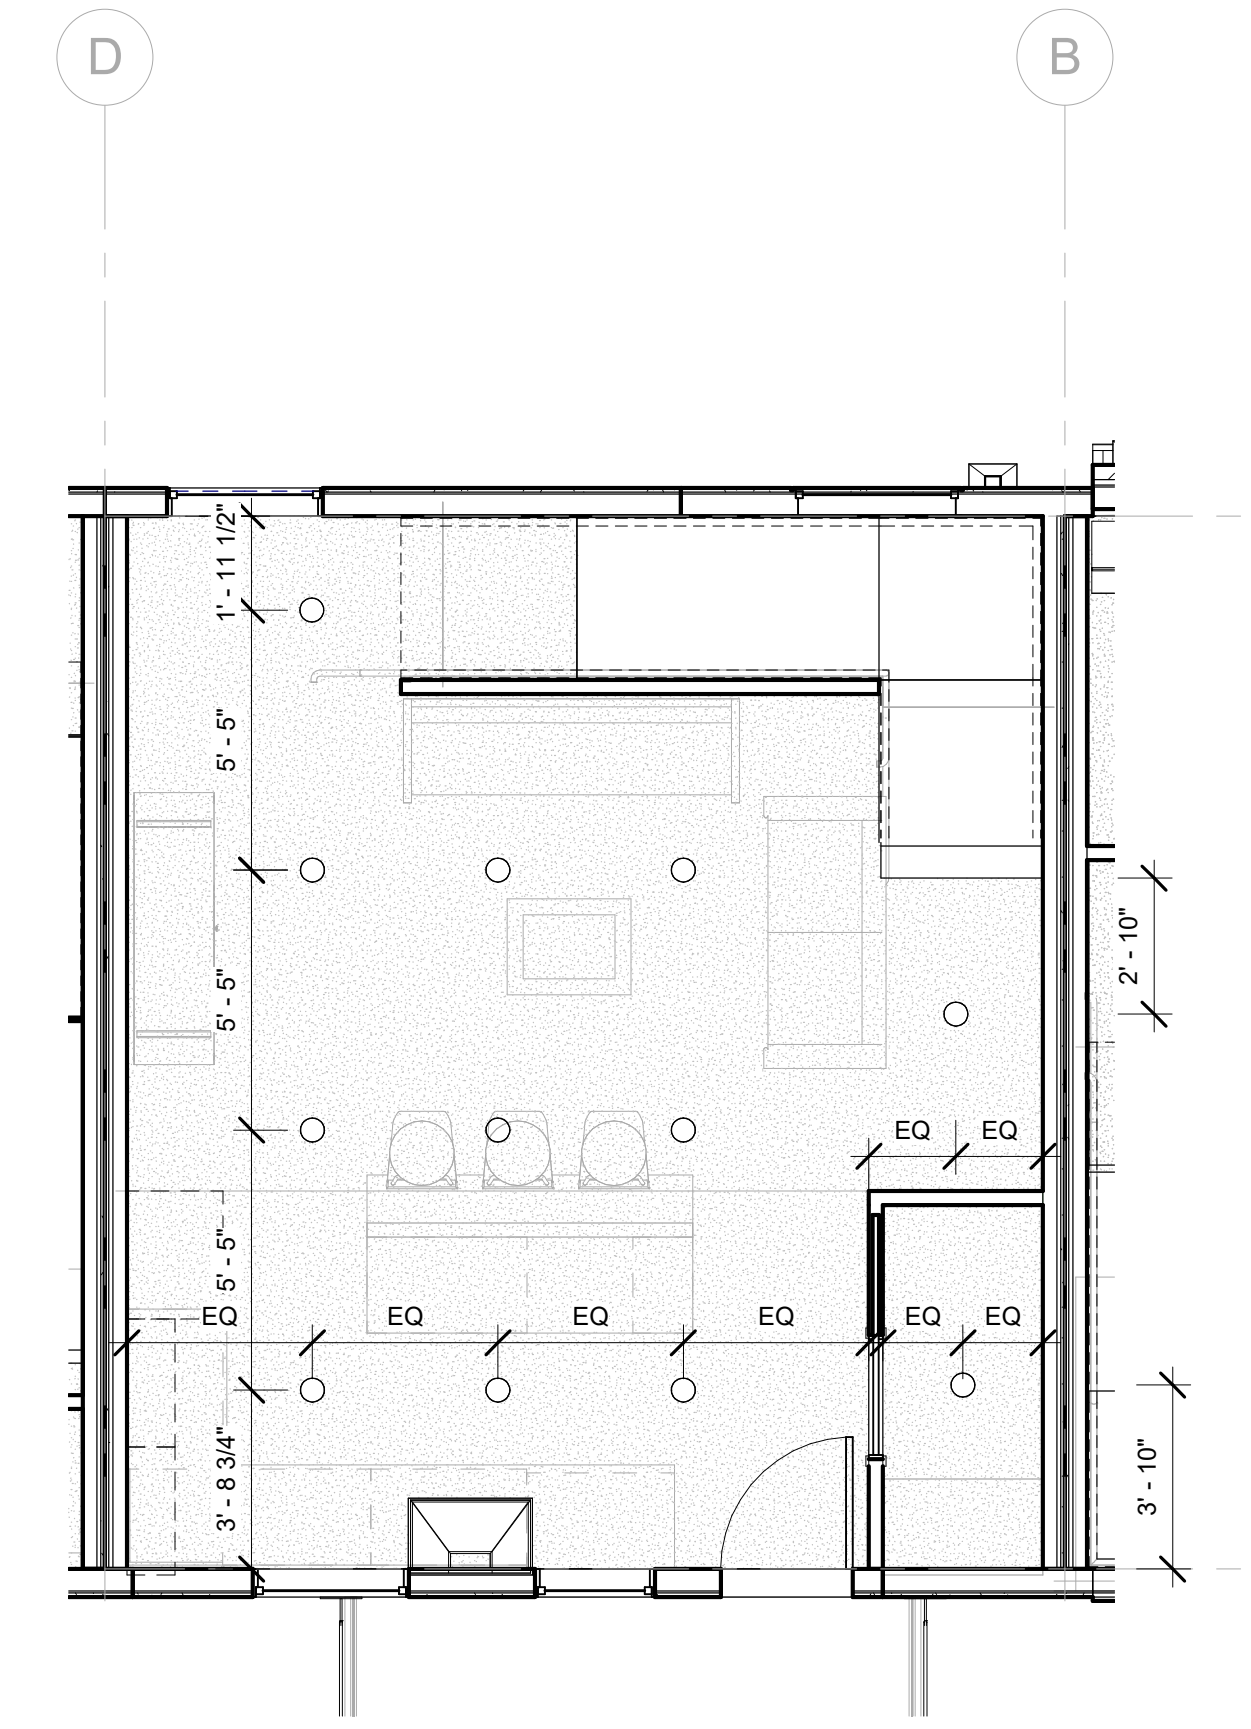 D
B
1' - 11 1/2"
5' - 5"
5' - 5"
2' - 10"
EQ
EQ
5' - 5"
EQ
EQ
EQ
EQ
EQ
EQ
3' - 8 3/4"
3' - 10"